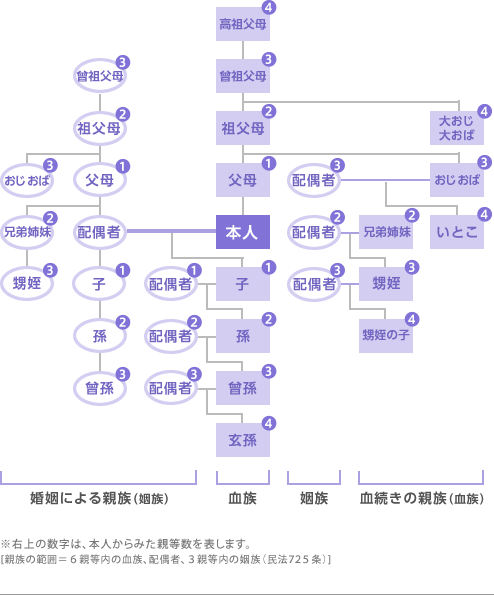 4
高祖父母
3
曾祖父母
3
曾祖父母
2
祖父母
2
祖父母
4
大おじ
大おば
3
おじおば
1
父母
1
父母
3
配偶者
3
おじおば
2
兄弟姉妹
配偶者
本人
2
配偶者
2
兄弟姉妹
4
いとこ
3
甥姪
1
子
1
配偶者
1
子
3
配偶者
3
甥姪
2
孫
2
配偶者
2
孫
4
甥姪の子
3
曾孫
3
配偶者
3
曾孫
4
玄孫
婚姻による親族(姻族)
血族
姻族
血続きの親族(血族)
※右上の数字は、本人からみた親等数を表します。
[親族の範囲=6親等内の血族、配偶者、3親等内の姻族(民法725条)]